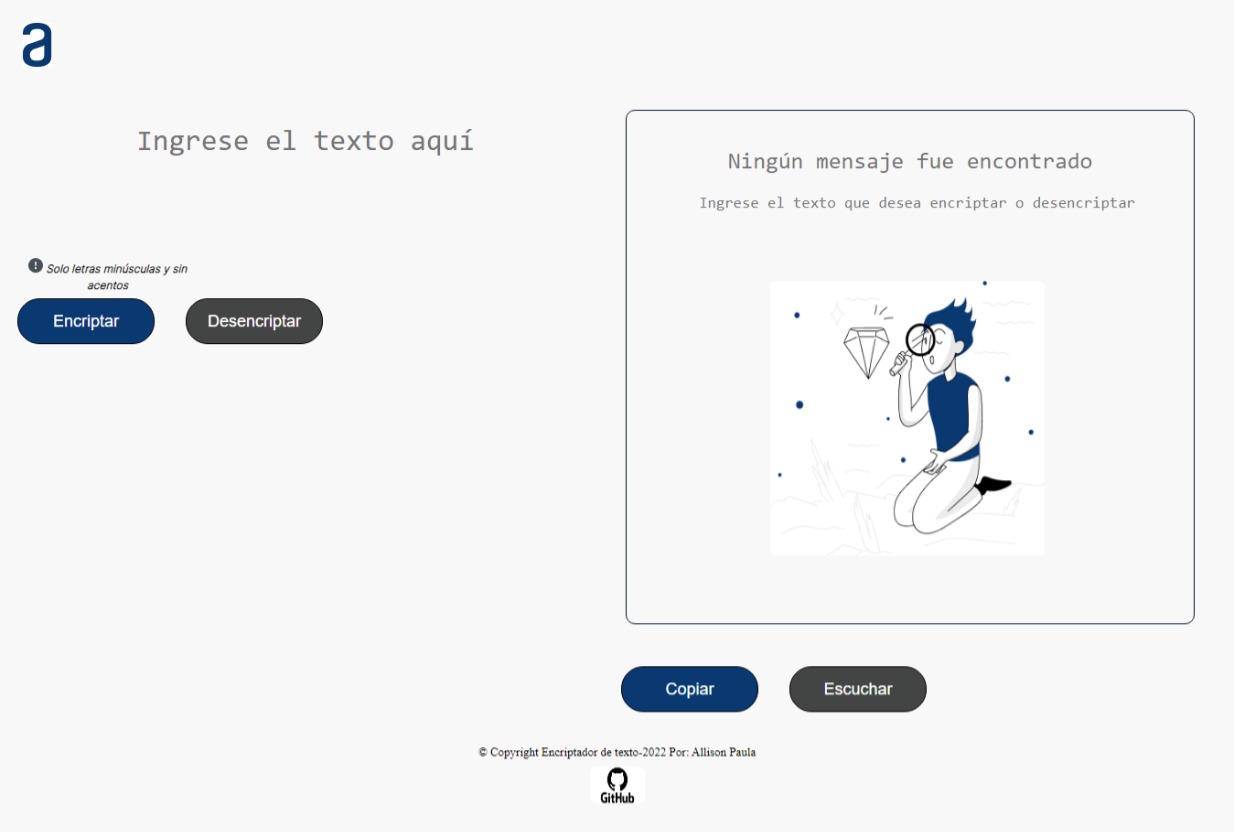 a
Ingrese el texto aquí
Solo letras minúsculas y sin
acentos
Encriptar
Desencriptar
Ningún mensaje fue encontrado
Ingrese el texto que desea encriptar o desencriptar
Copiar
Escuchar
© Copyright Encriptador de texto-2022 Por: Allison Paula
GitHub